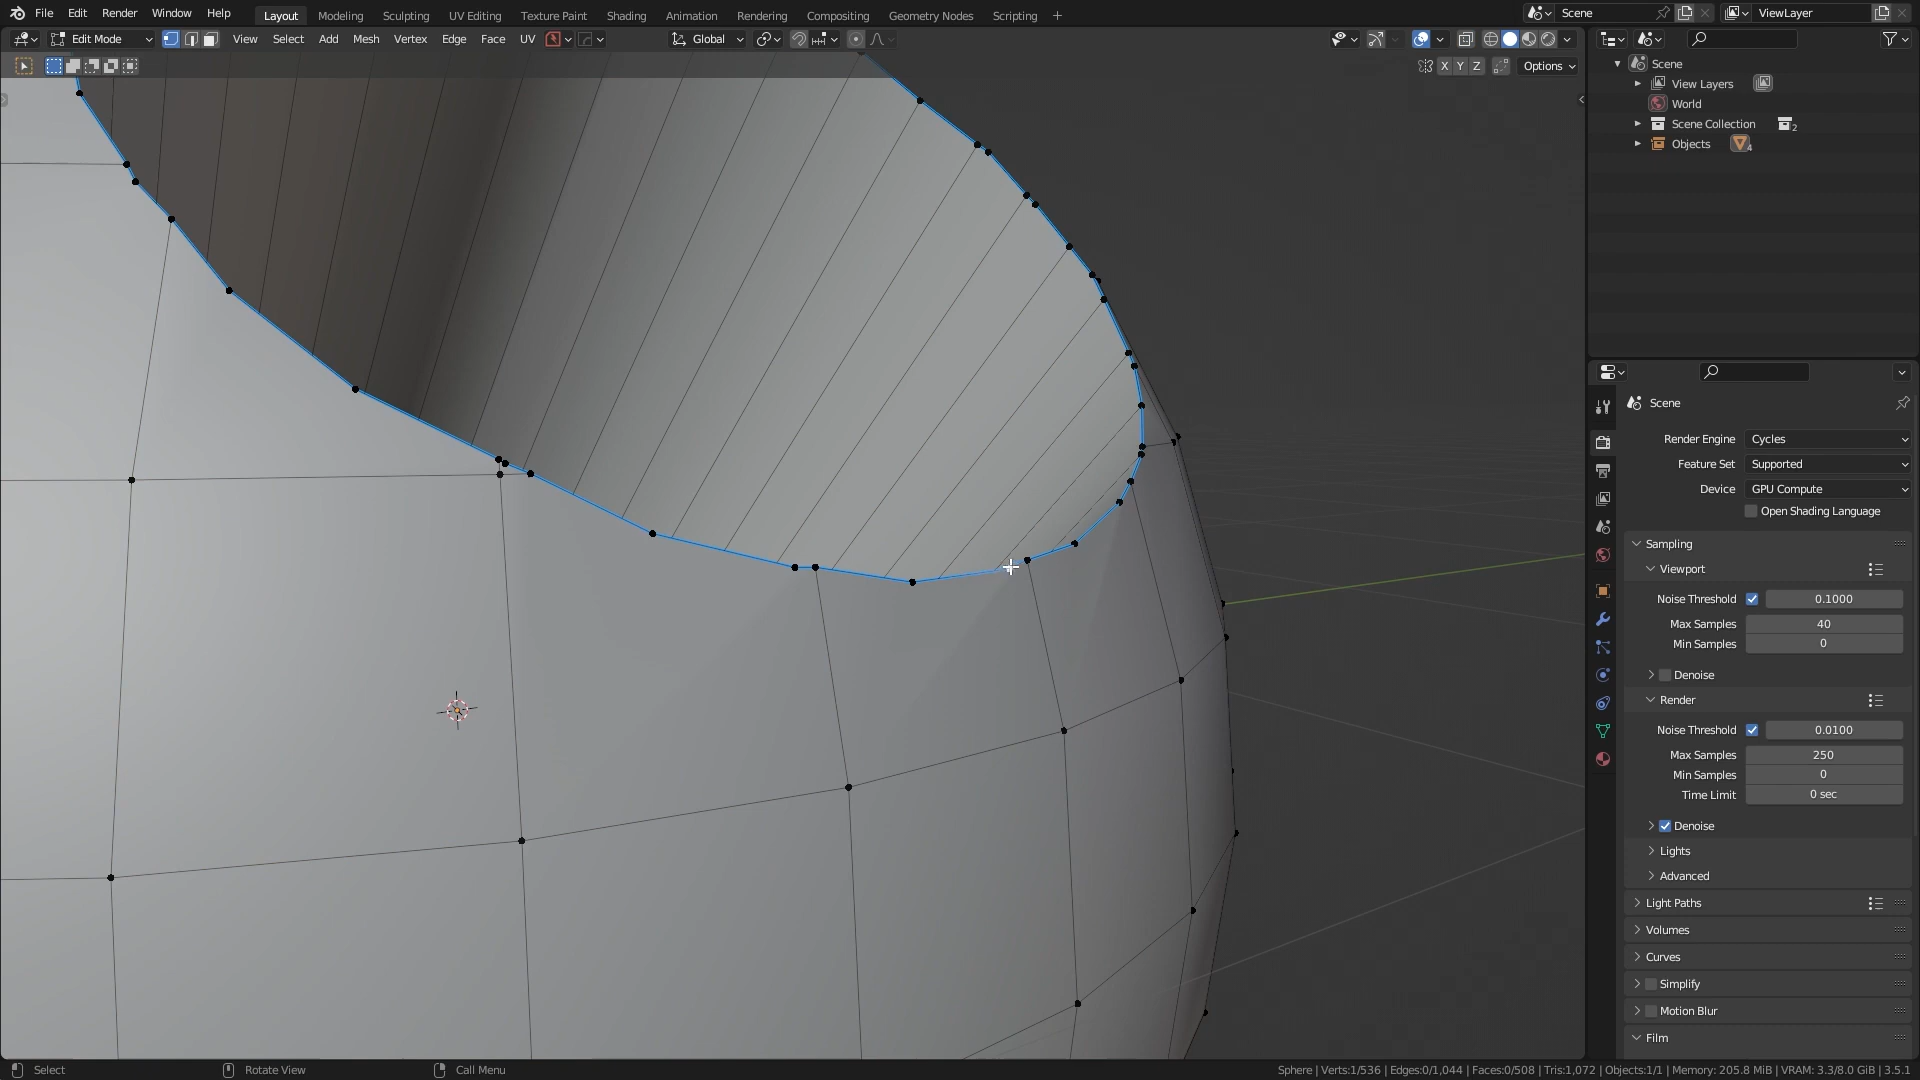 File Edit Render Window Help
Layout Modeling Sculpting UV Editing Texture Paint Shading Animation Rendering Compositing Geometry Nodes Scripting +
Scene
ViewLayer
Edit Mode
View Select Add Mesh Vertex Edge Face UV
Global
X Y Z
Options
Scene
View Layers
World
Scene Collection 2
Objects 4
Scene
Render Engine Cycles
Feature Set Supported
Device GPU Compute
Open Shading Language
Sampling
Viewport
Noise Threshold 0.1000
Max Samples 40
Min Samples 0
Denoise
Render
Noise Threshold 0.0100
Max Samples 250
Min Samples 0
Time Limit 0 sec
Denoise
Lights
Advanced
Light Paths
Volumes
Curves
Simplify
Motion Blur
Film
Select
Rotate View
Call Menu
Sphere | Verts:1/536 | Edges:0/1,044 | Faces:0/508 | Tris:1,072 | Objects:1/1 | Memory: 205.8 MiB | VRAM: 3.3/8.0 GiB | 3.5.1